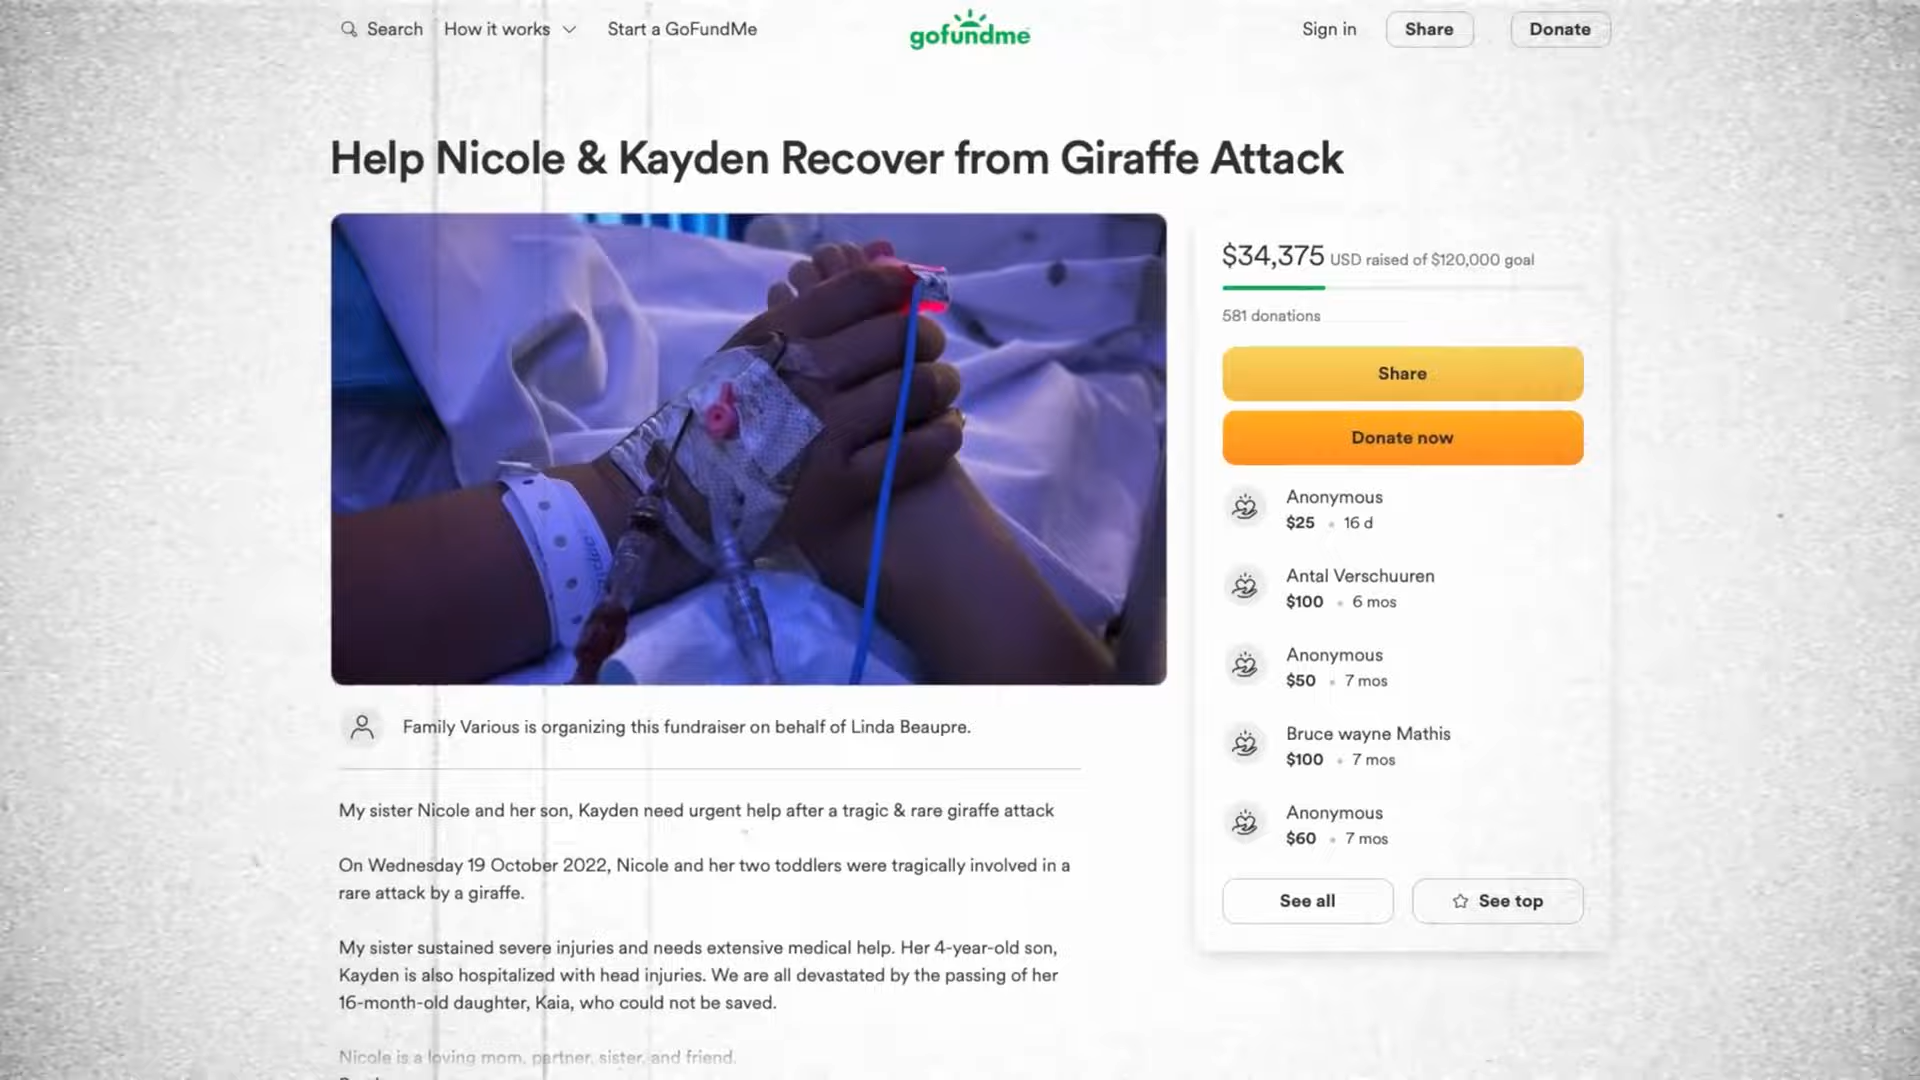 Search How it works Start a GoFundMe gofundme Sign in Share Donate
Help Nicole & Kayden Recover from Giraffe Attack
$34,375 USD raised of $120,000 goal
581 donations
Share
Donate now
Anonymous
$25 • 16 d
Antal Verschuuren
$100 • 6 mos
Anonymous
$50 • 7 mos
Bruce wayne Mathis
$100 • 7 mos
Anonymous
$60 • 7 mos
See all See top
Family Various is organizing this fundraiser on behalf of Linda Beaupre.
My sister Nicole and her son, Kayden need urgent help after a tragic & rare giraffe attack
On Wednesday 19 October 2022, Nicole and her two toddlers were tragically involved in a
rare attack by a giraffe.
My sister sustained severe injuries and needs extensive medical help. Her 4-year-old son,
Kayden is also hospitalized with head injuries. We are all devastated by the passing of her
16-month-old daughter, Kaia, who could not be saved.
Nicole is a loving mom, partner, sister, and friend.